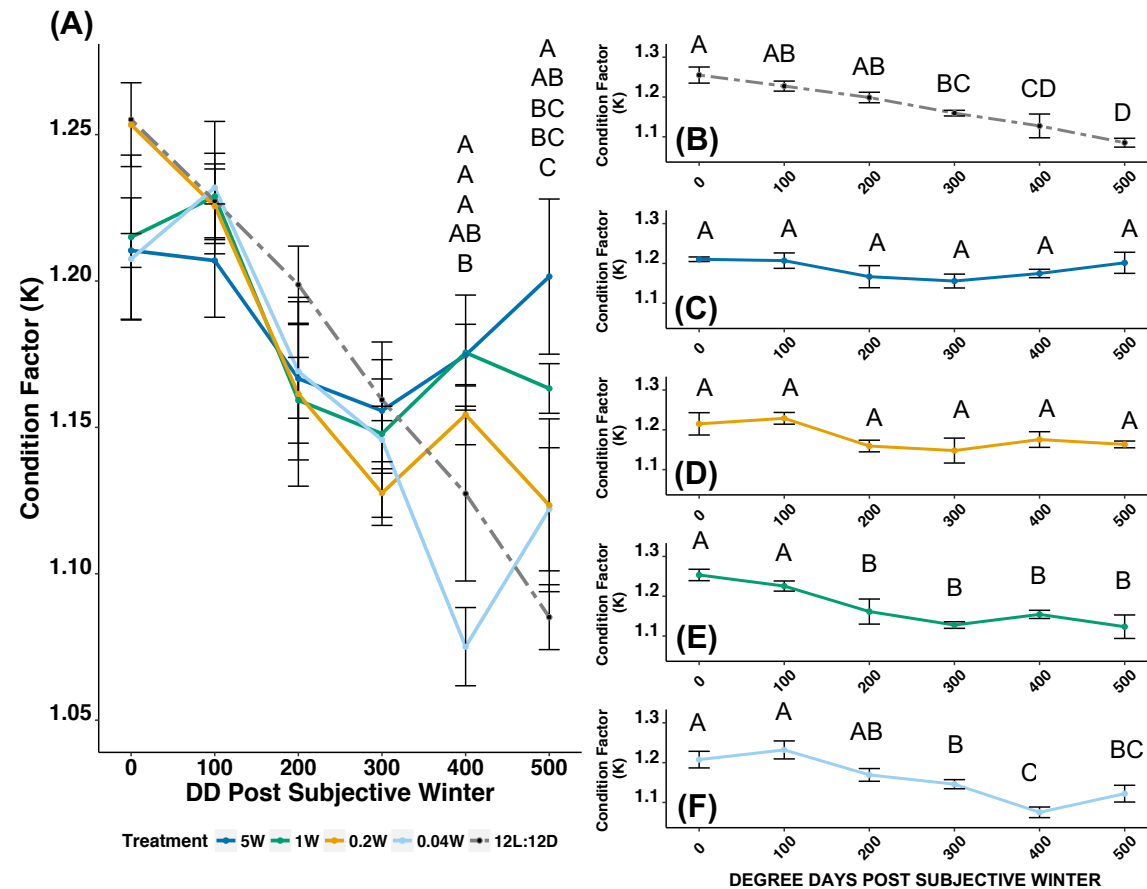 (A)
Condition Factor (K)
1.25
1.20
1.15
1.10
1.05
A
AB
BC
BC
C
A
A
A
AB
B
0 100 200 300 400 500
DD Post Subjective Winter
Treatment 5W 1W 0.2W 0.04W 12L:12D
Condition Factor
(K)
1.3
1.2
1.1
A AB AB BC CD D
(B)
0 100 200 300 400 500
Condition Factor
(K)
1.3
1.2
1.1
A A A A A A
(C)
0 100 200 300 400 500
Condition Factor
(K)
1.3
1.2
1.1
A A A A A A
(D)
0 100 200 300 400 500
Condition Factor
(K)
1.3
1.2
1.1
A A B B B B
(E)
0 100 200 300 400 500
Condition Factor
(K)
1.3
1.2
1.1
A A AB B C BC
(F)
0 100 200 300 400 500
DEGREE DAYS POST SUBJECTIVE WINTER